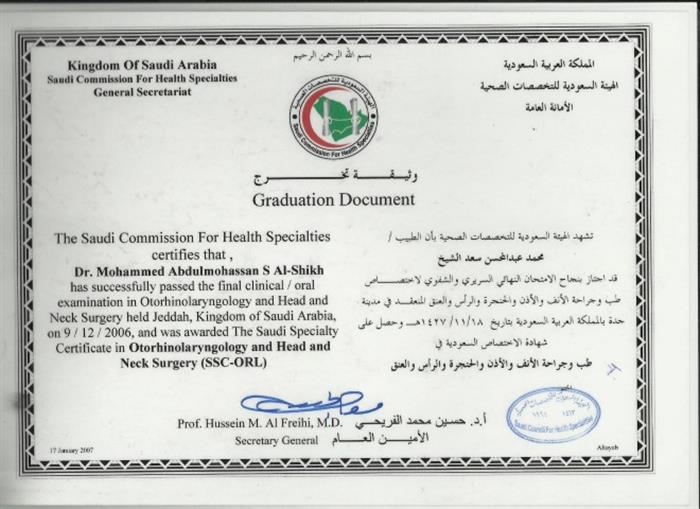 بسم الله الرحمن الرحيم
Kingdom Of Saudi Arabia
Saudi Commission For Health Specialties
General Secretariat
المملكة العربية السعودية
الهيئة السعودية للتخصصات الصحية
الأمانة العامة
الهيئة السعودية للتخصصات الصحية
Saudi Commission For Health Specialties
وثيقـــة تخـــرج
Graduation Document
The Saudi Commission For Health Specialties
certifies that ,
Dr. Mohammed Abdulmohassan S Al-Shikh
has successfully passed the final clinical / oral
examination in Otorhinolaryngology and Head and
Neck Surgery held Jeddah, Kingdom of Saudi Arabia,
on 9 / 12 / 2006, and was awarded The Saudi Specialty
Certificate in Otorhinolaryngology and Head and
Neck Surgery (SSC-ORL)
تشهد الهيئة السعودية للتخصصات الصحية بأن الطبيب /
محمد عبدالمحسن سعد الشيخ
قد اجتاز بنجاح الامتحان النهائي السريري والشفوي لاختصاص
طب وجراحة الأنف والأذن والحنجرة والرأس والعنق المنعقد في مدينة
جدة بالمملكة العربية السعودية بتاريخ ١٤٢٧/١١/١٨هـ وحصل على
شهادة الاختصاص السعودية في
طب وجراحة الأنف والأذن والحنجرة والرأس والعنق
Prof. Hussein M. Al Freihi, M.D.
Secretary General
أ.د. حسين محمد الفريحي
الأمين العـــام
Saudi Council For Health Specialties
17 January 2007
Altayeb